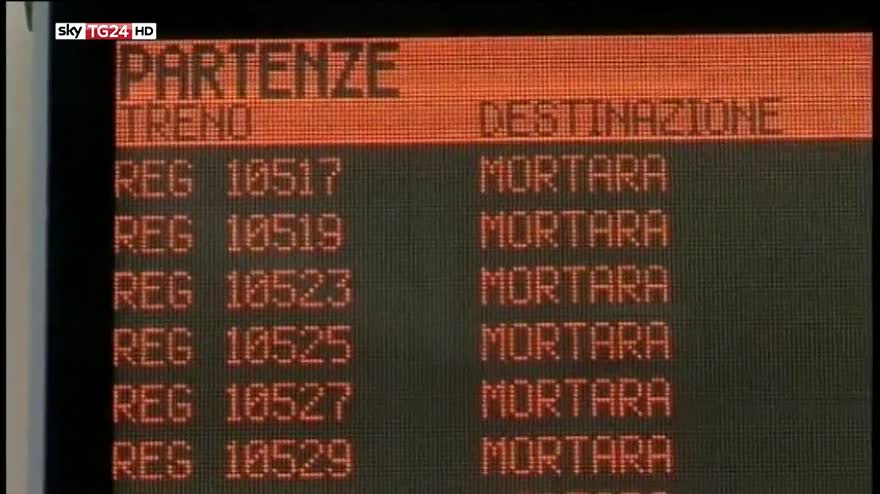 sky TG24 HD
PARTENZE
TRENO DESTINAZIONE
REG 10517 MORTARA
REG 10519 MORTARA
REG 10523 MORTARA
REG 10525 MORTARA
REG 10527 MORTARA
REG 10529 MORTARA